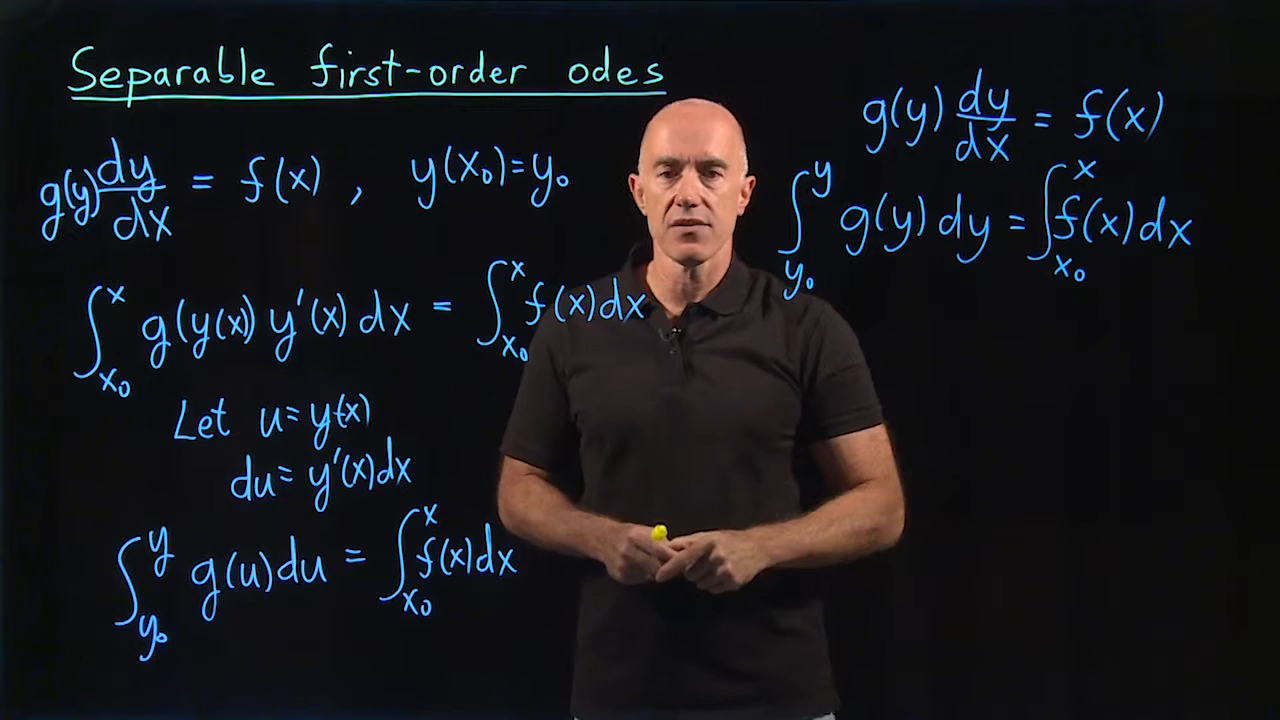 Separable first-order odes
g(y) dy/dx = f(x) , y(x₀)=y₀
∫_{x₀}^{x} g(y(x)) y'(x) dx = ∫_{x₀}^{x} f(x)dx
Let u= y(x)
du= y'(x)dx
∫_{y₀}^{y} g(u)du = ∫_{x₀}^{x} f(x)dx
g(y) dy/dx = f(x)
∫_{y₀}^{y} g(y) dy = ∫_{x₀}^{x} f(x) dx